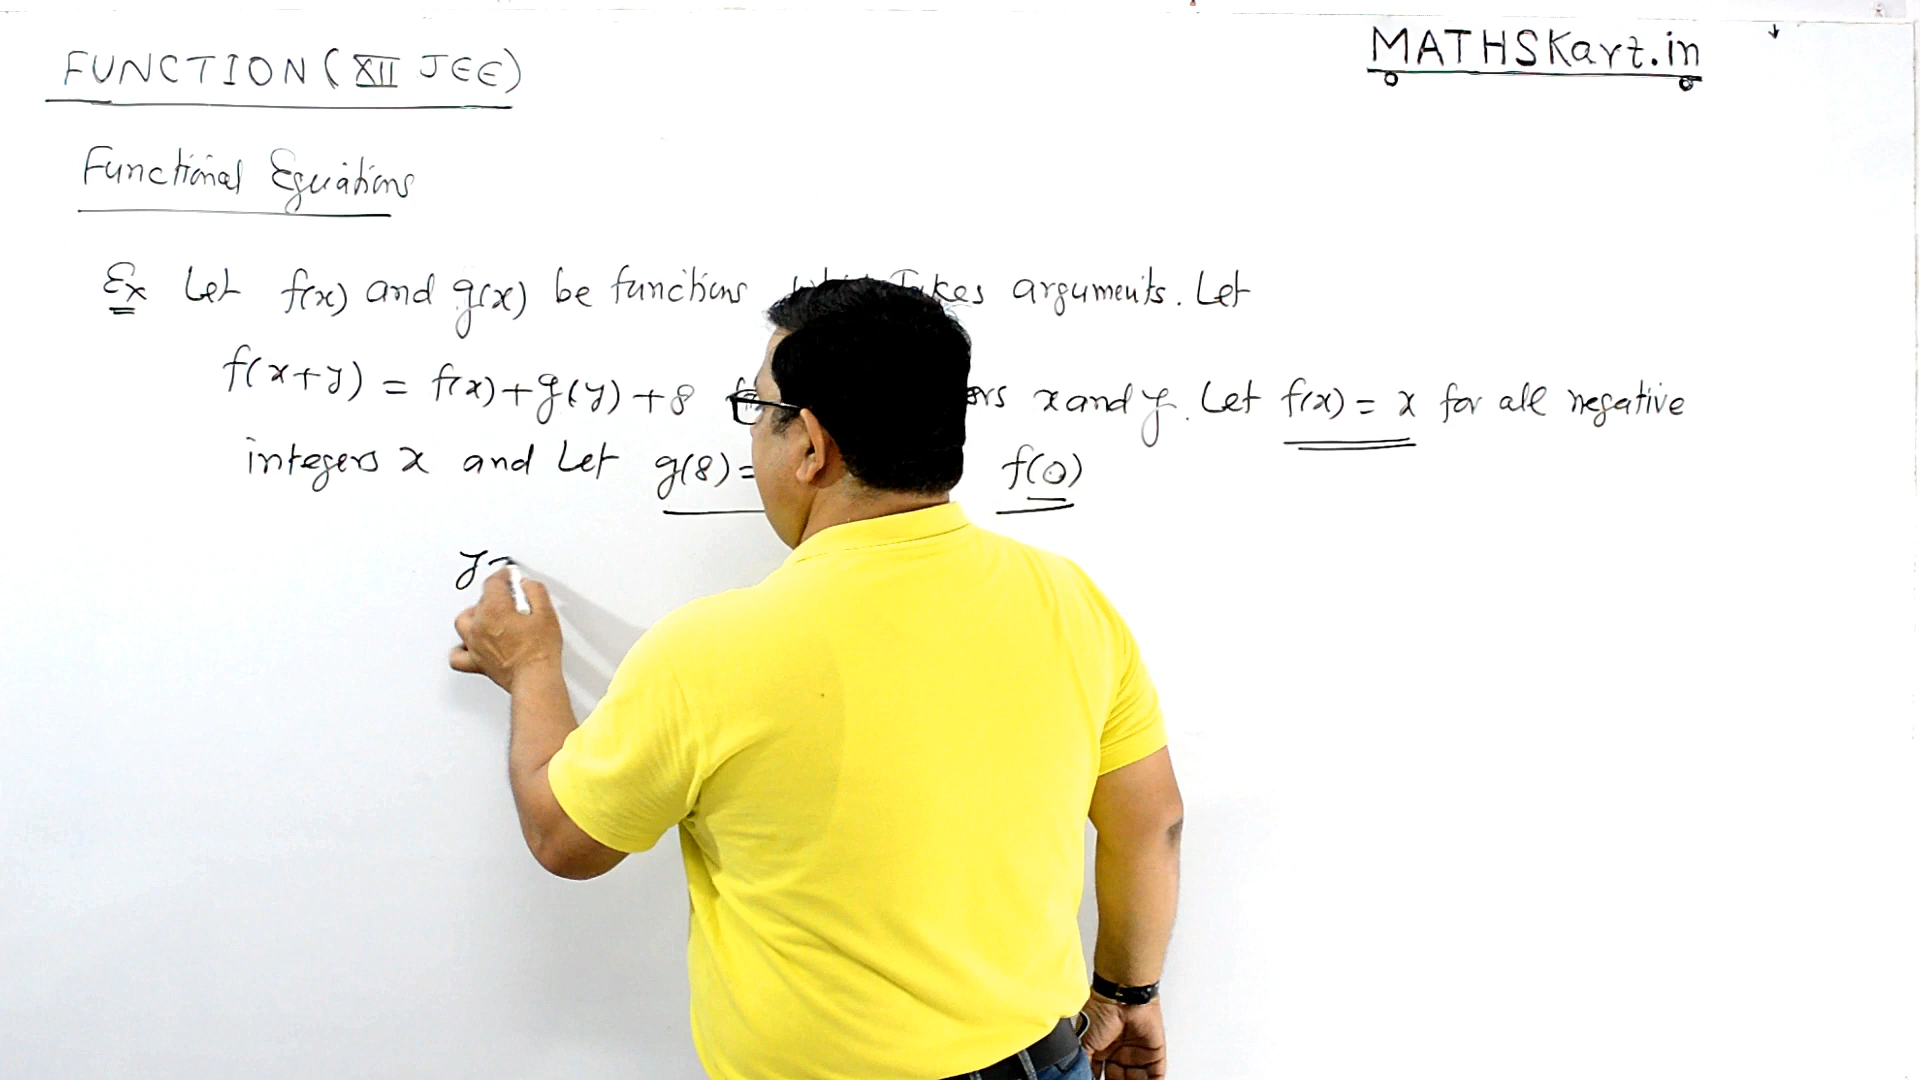 FUNCTION (XII JEE)
MATHSKart.in
Functional Equations
Ex Let f(x) and g(x) be functions takes arguments. Let
f(x+y) = f(x)+g(y)+8 x and y. Let f(x) = x for all negative
integers x and Let g(8)= f(0)
y=